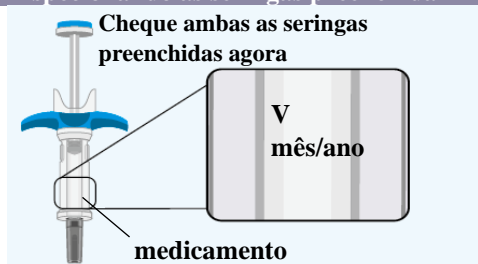 Cheque ambas as seringas
preenchidas agora
V
mês/ano
medicamento